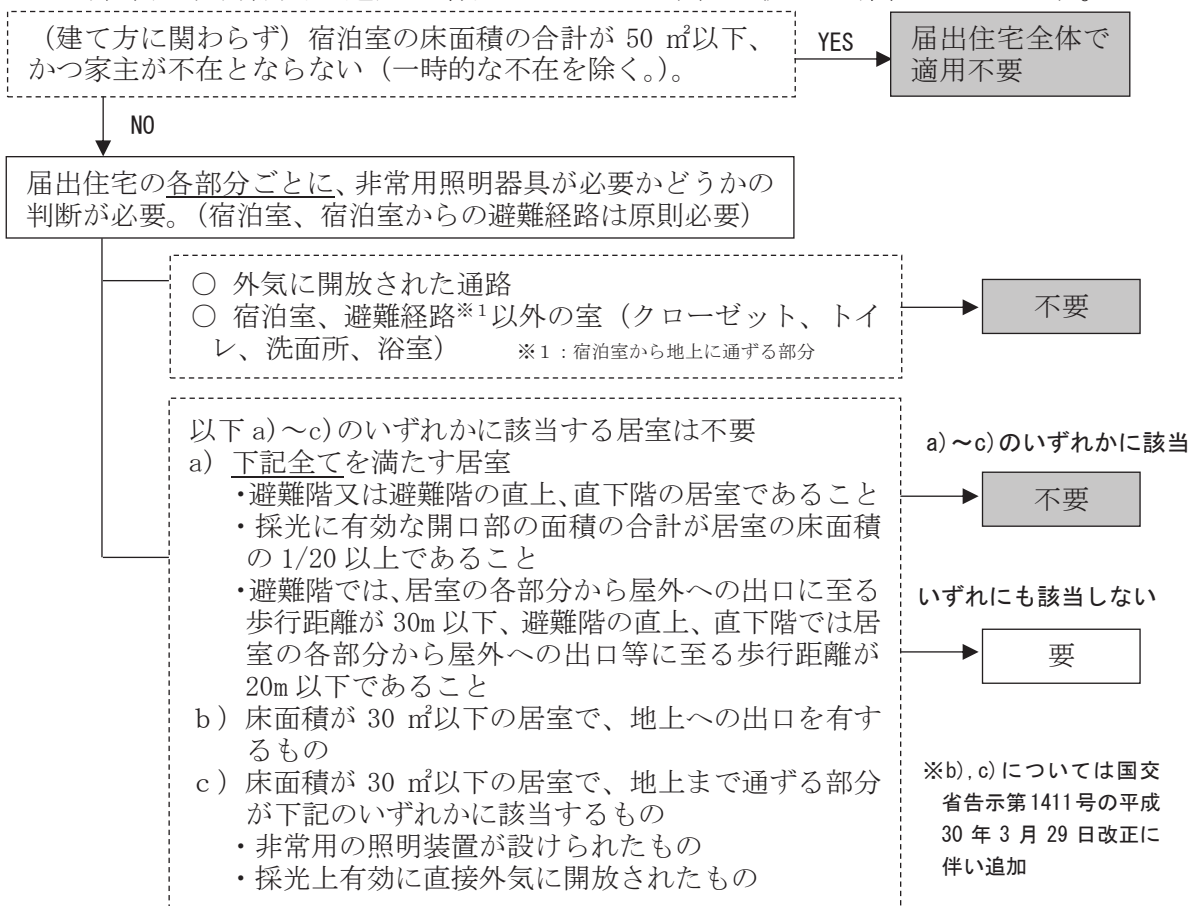 （建て方に関わらず）宿泊室の床面積の合計が 50 ㎡以下、
かつ家主が不在とならない（一時的な不在を除く。）。
YES
届出住宅全体で
適用不要
NO
届出住宅の各部分ごとに、非常用照明器具が必要かどうかの
判断が必要。（宿泊室、宿泊室からの避難経路は原則必要）
○ 外気に開放された通路
○ 宿泊室、避難経路※1以外の室（クローゼット、トイ
レ、洗面所、浴室） ※１：宿泊室から地上に通ずる部分
不要
以下 a)～c)のいずれかに該当する居室は不要
a) 下記全てを満たす居室
・避難階又は避難階の直上、直下階の居室であること
・採光に有効な開口部の面積の合計が居室の床面積
の 1/20 以上であること
・避難階では、居室の各部分から屋外への出口に至る
歩行距離が 30m 以下、避難階の直上、直下階では居
室の各部分から屋外への出口等に至る歩行距離が
20m 以下であること
b）床面積が 30 ㎡以下の居室で、地上への出口を有す
るもの
c）床面積が 30 ㎡以下の居室で、地上まで通ずる部分
が下記のいずれかに該当するもの
・非常用の照明装置が設けられたもの
・採光上有効に直接外気に開放されたもの
a)～c)のいずれかに該当
不要
いずれにも該当しない
要
※b),c)については国交
省告示第1411号の平成
30 年 3 月 29 日改正に
伴い追加